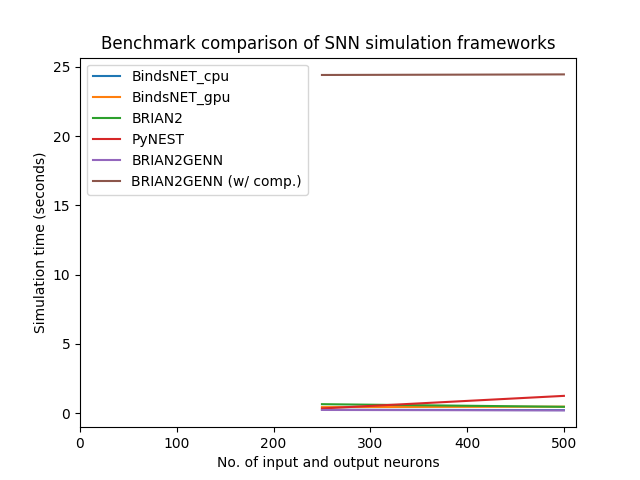 Benchmark comparison of SNN simulation frameworks
25
20
15
10
5
0
Simulation time (seconds)
BindsNET_cpu
BindsNET_gpu
BRIAN2
PyNEST
BRIAN2GENN
BRIAN2GENN (w/ comp.)
0 100 200 300 400 500
No. of input and output neurons